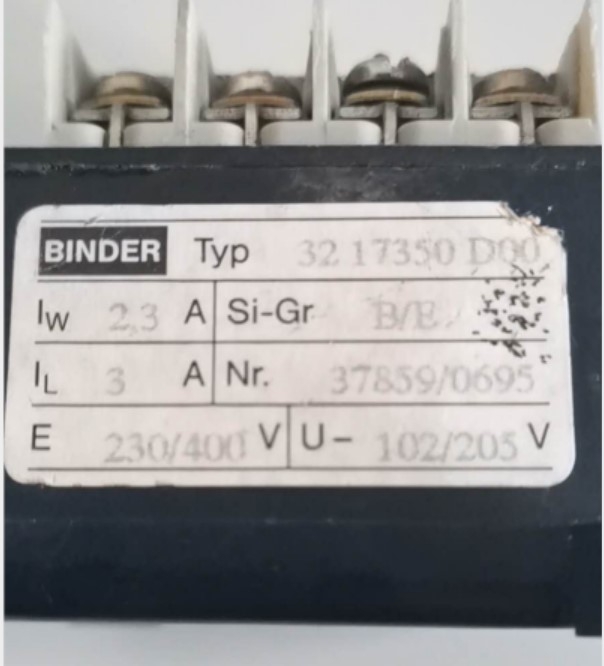 BINDER Typ 32 17350 D00
IW 2,3 A Si-Gr B/E
IL 3 A Nr. 37859/0695
E 230/400 V U- 102/205 V